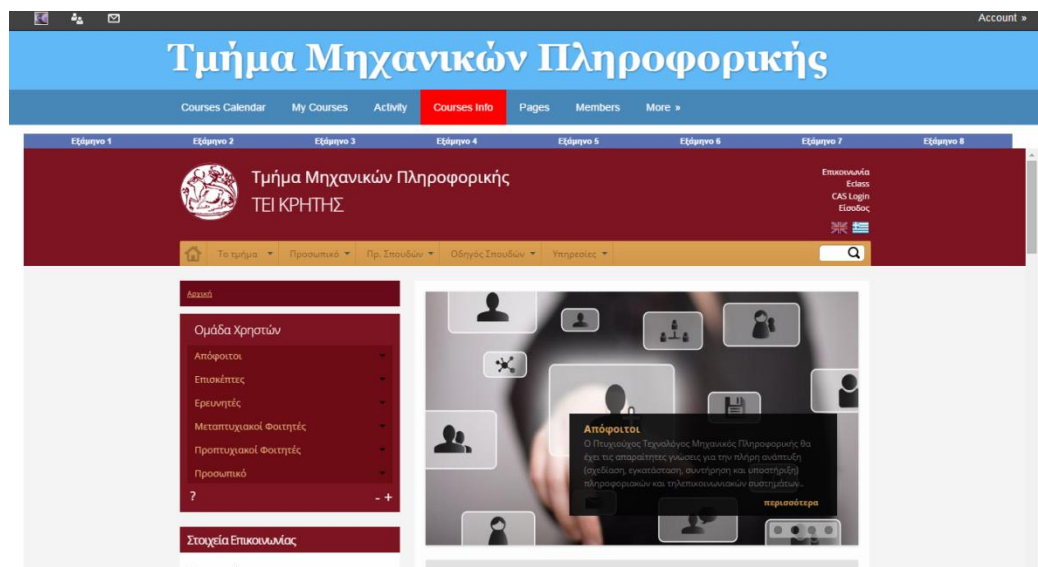 Account »
Τμήμα Μηχανικών Πληροφορικής
Courses Calendar My Courses Activity Courses Info Pages Members More »
Εξάμηνο 1 Εξάμηνο 2 Εξάμηνο 3 Εξάμηνο 4 Εξάμηνο 5 Εξάμηνο 6 Εξάμηνο 7 Εξάμηνο 8
Τμήμα Μηχανικών Πληροφορικής
ΤΕΙ ΚΡΗΤΗΣ
Επικοινωνία
Eclass
CAS Login
Είσοδος
Το τμήμα Προσωπικό Πρ. Σπουδών Οδηγός Σπουδών Υπηρεσίες
Αρχική
Ομάδα Χρηστών
Απόφοιτοι
Επισκέπτες
Ερευνητές
Μεταπτυχιακοί Φοιτητές
Προπτυχιακοί Φοιτητές
Προσωπικό
? - +
Στοιχεία Επικοινωνίας
Απόφοιτοι
Ο Πτυχιούχος Τεχνολόγος Μηχανικός Πληροφορικής θα
έχει τις απαραίτητες γνώσεις για την πλήρη ανάπτυξη
(σχεδίαση, εγκατάσταση, συντήρηση και υποστήριξη)
πληροφοριακών και τηλεπικοινωνιακών συστημάτων..
περισσότερα